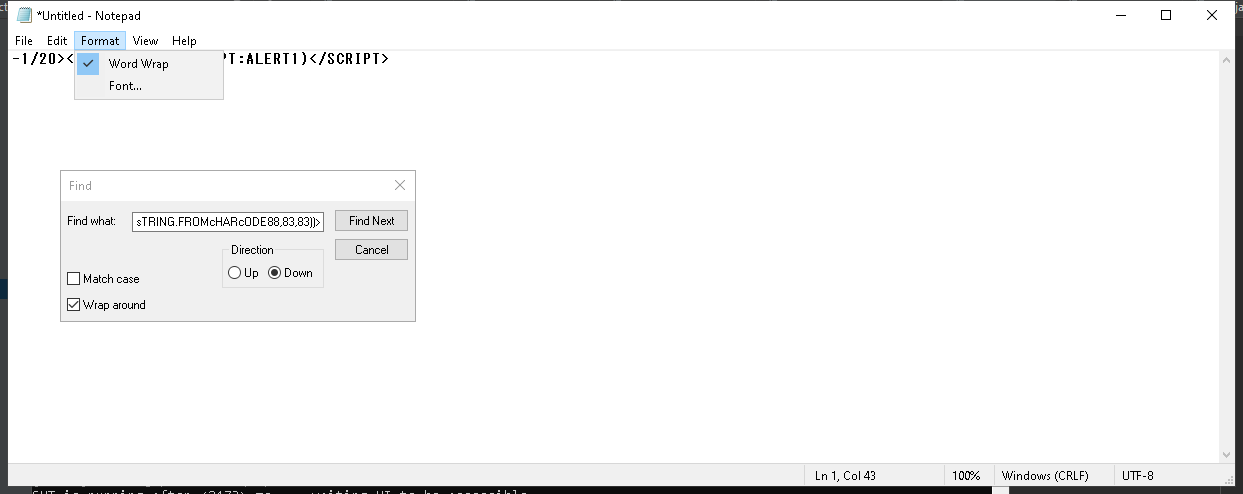 *Untitled - Notepad
File Edit Format View Help
-1/20>< PT:ALERT1)</SCRIPT>
Word Wrap
Font...
Find
Find what: sTRING.FROMcHARcODE88,83,83))> Find Next
Direction Cancel
Up Down
Match case
Wrap around
Ln 1, Col 43 100% Windows (CRLF) UTF-8